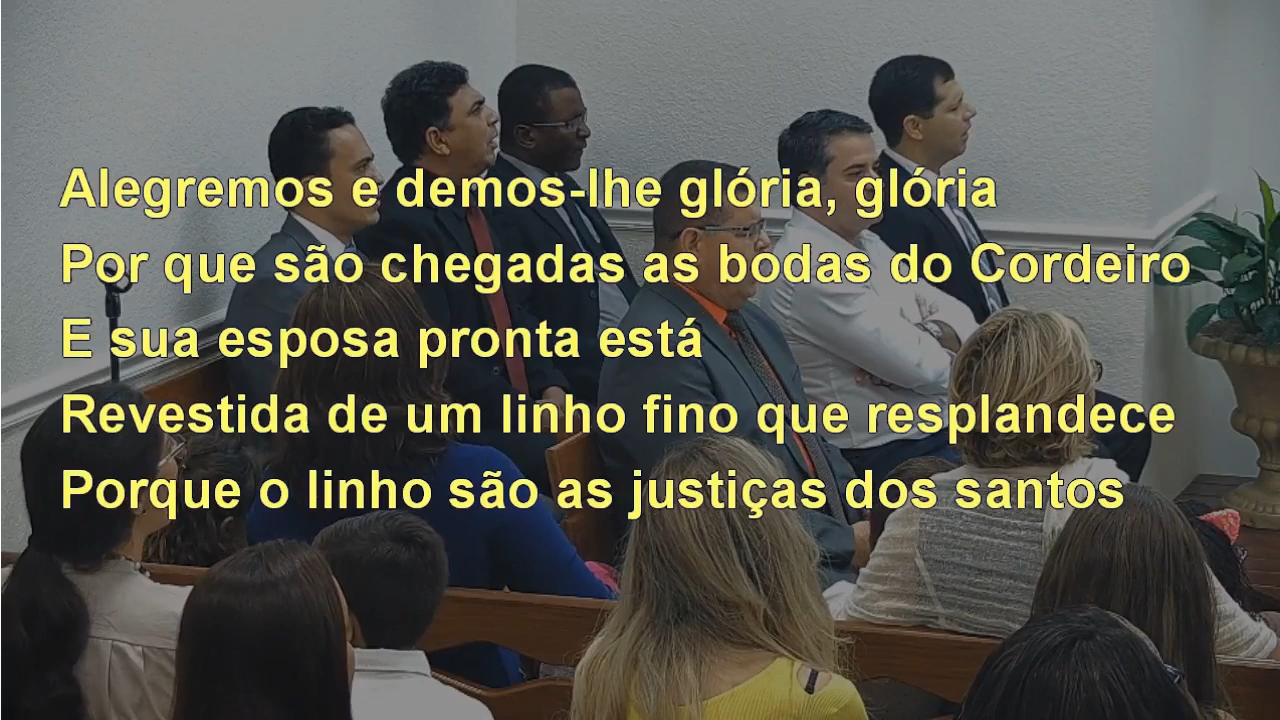 Alegremos e demos-lhe glória, glória
Por que são chegadas as bodas do Cordeiro
E sua esposa pronta está
Revestida de um linho fino que resplandece
Porque o linho são as justiças dos santos